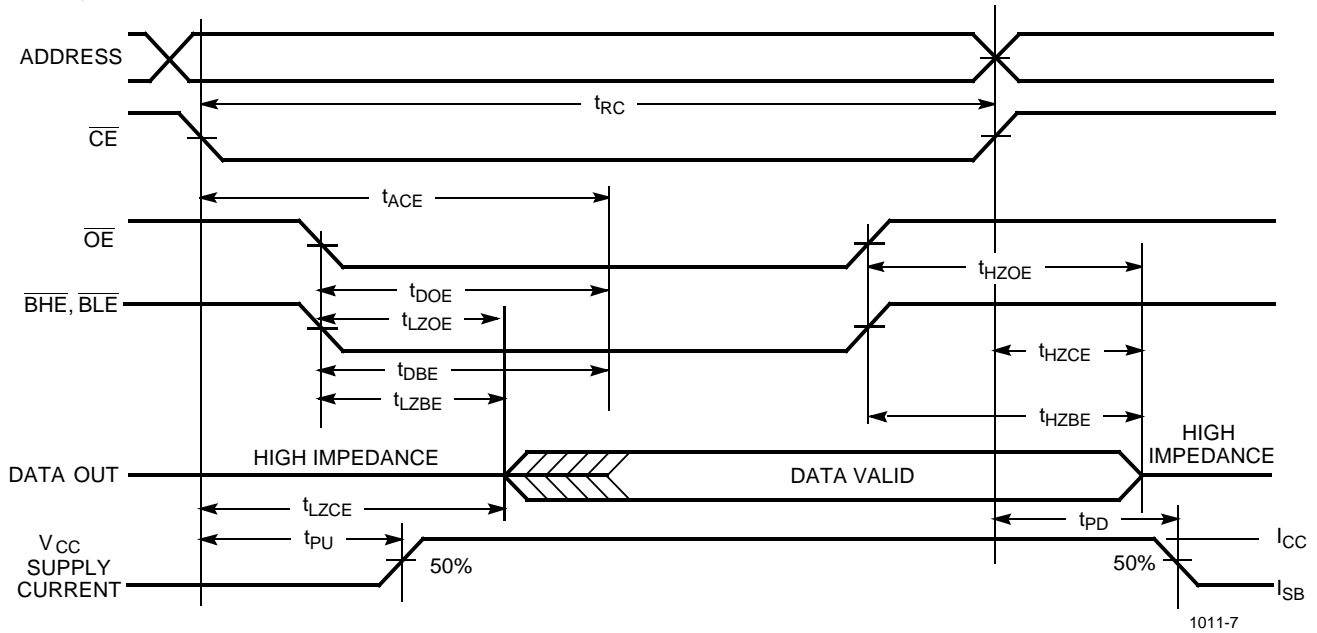 ADDRESS
tRC
CE
tACE
OE
tHZOE
tDOE
BHE, BLE
tLZOE
tHZCE
tDBE
tLZBE
tHZBE
HIGH
IMPEDANCE
HIGH IMPEDANCE
DATA OUT
DATA VALID
tLZCE
tPD
tPU
VCC
SUPPLY
CURRENT
50%
50%
ICC
ISB
1011-7